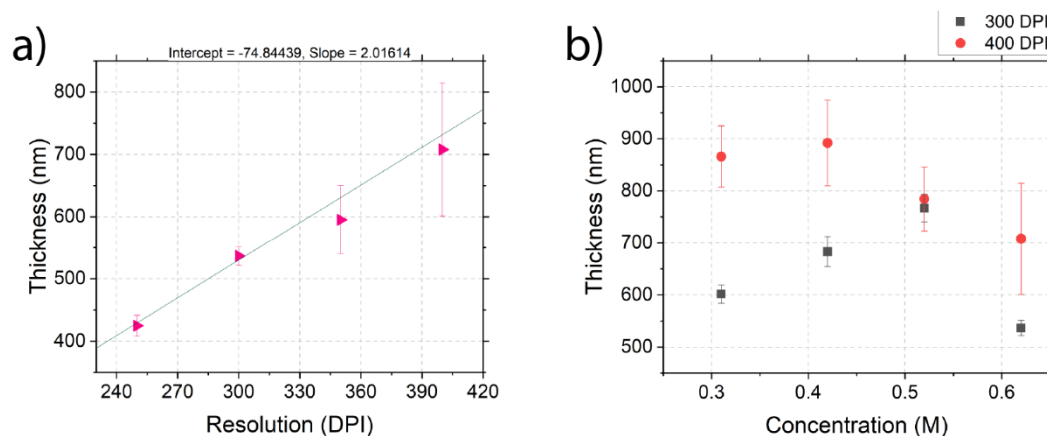 a)
Intercept = -74.84439, Slope = 2.01614
800
700
600
500
400
Thickness (nm)
240 270 300 330 360 390 420
Resolution (DPI)
b)
300 DPI
400 DPI
1000
900
800
700
600
500
Thickness (nm)
0.3 0.4 0.5 0.6
Concentration (M)